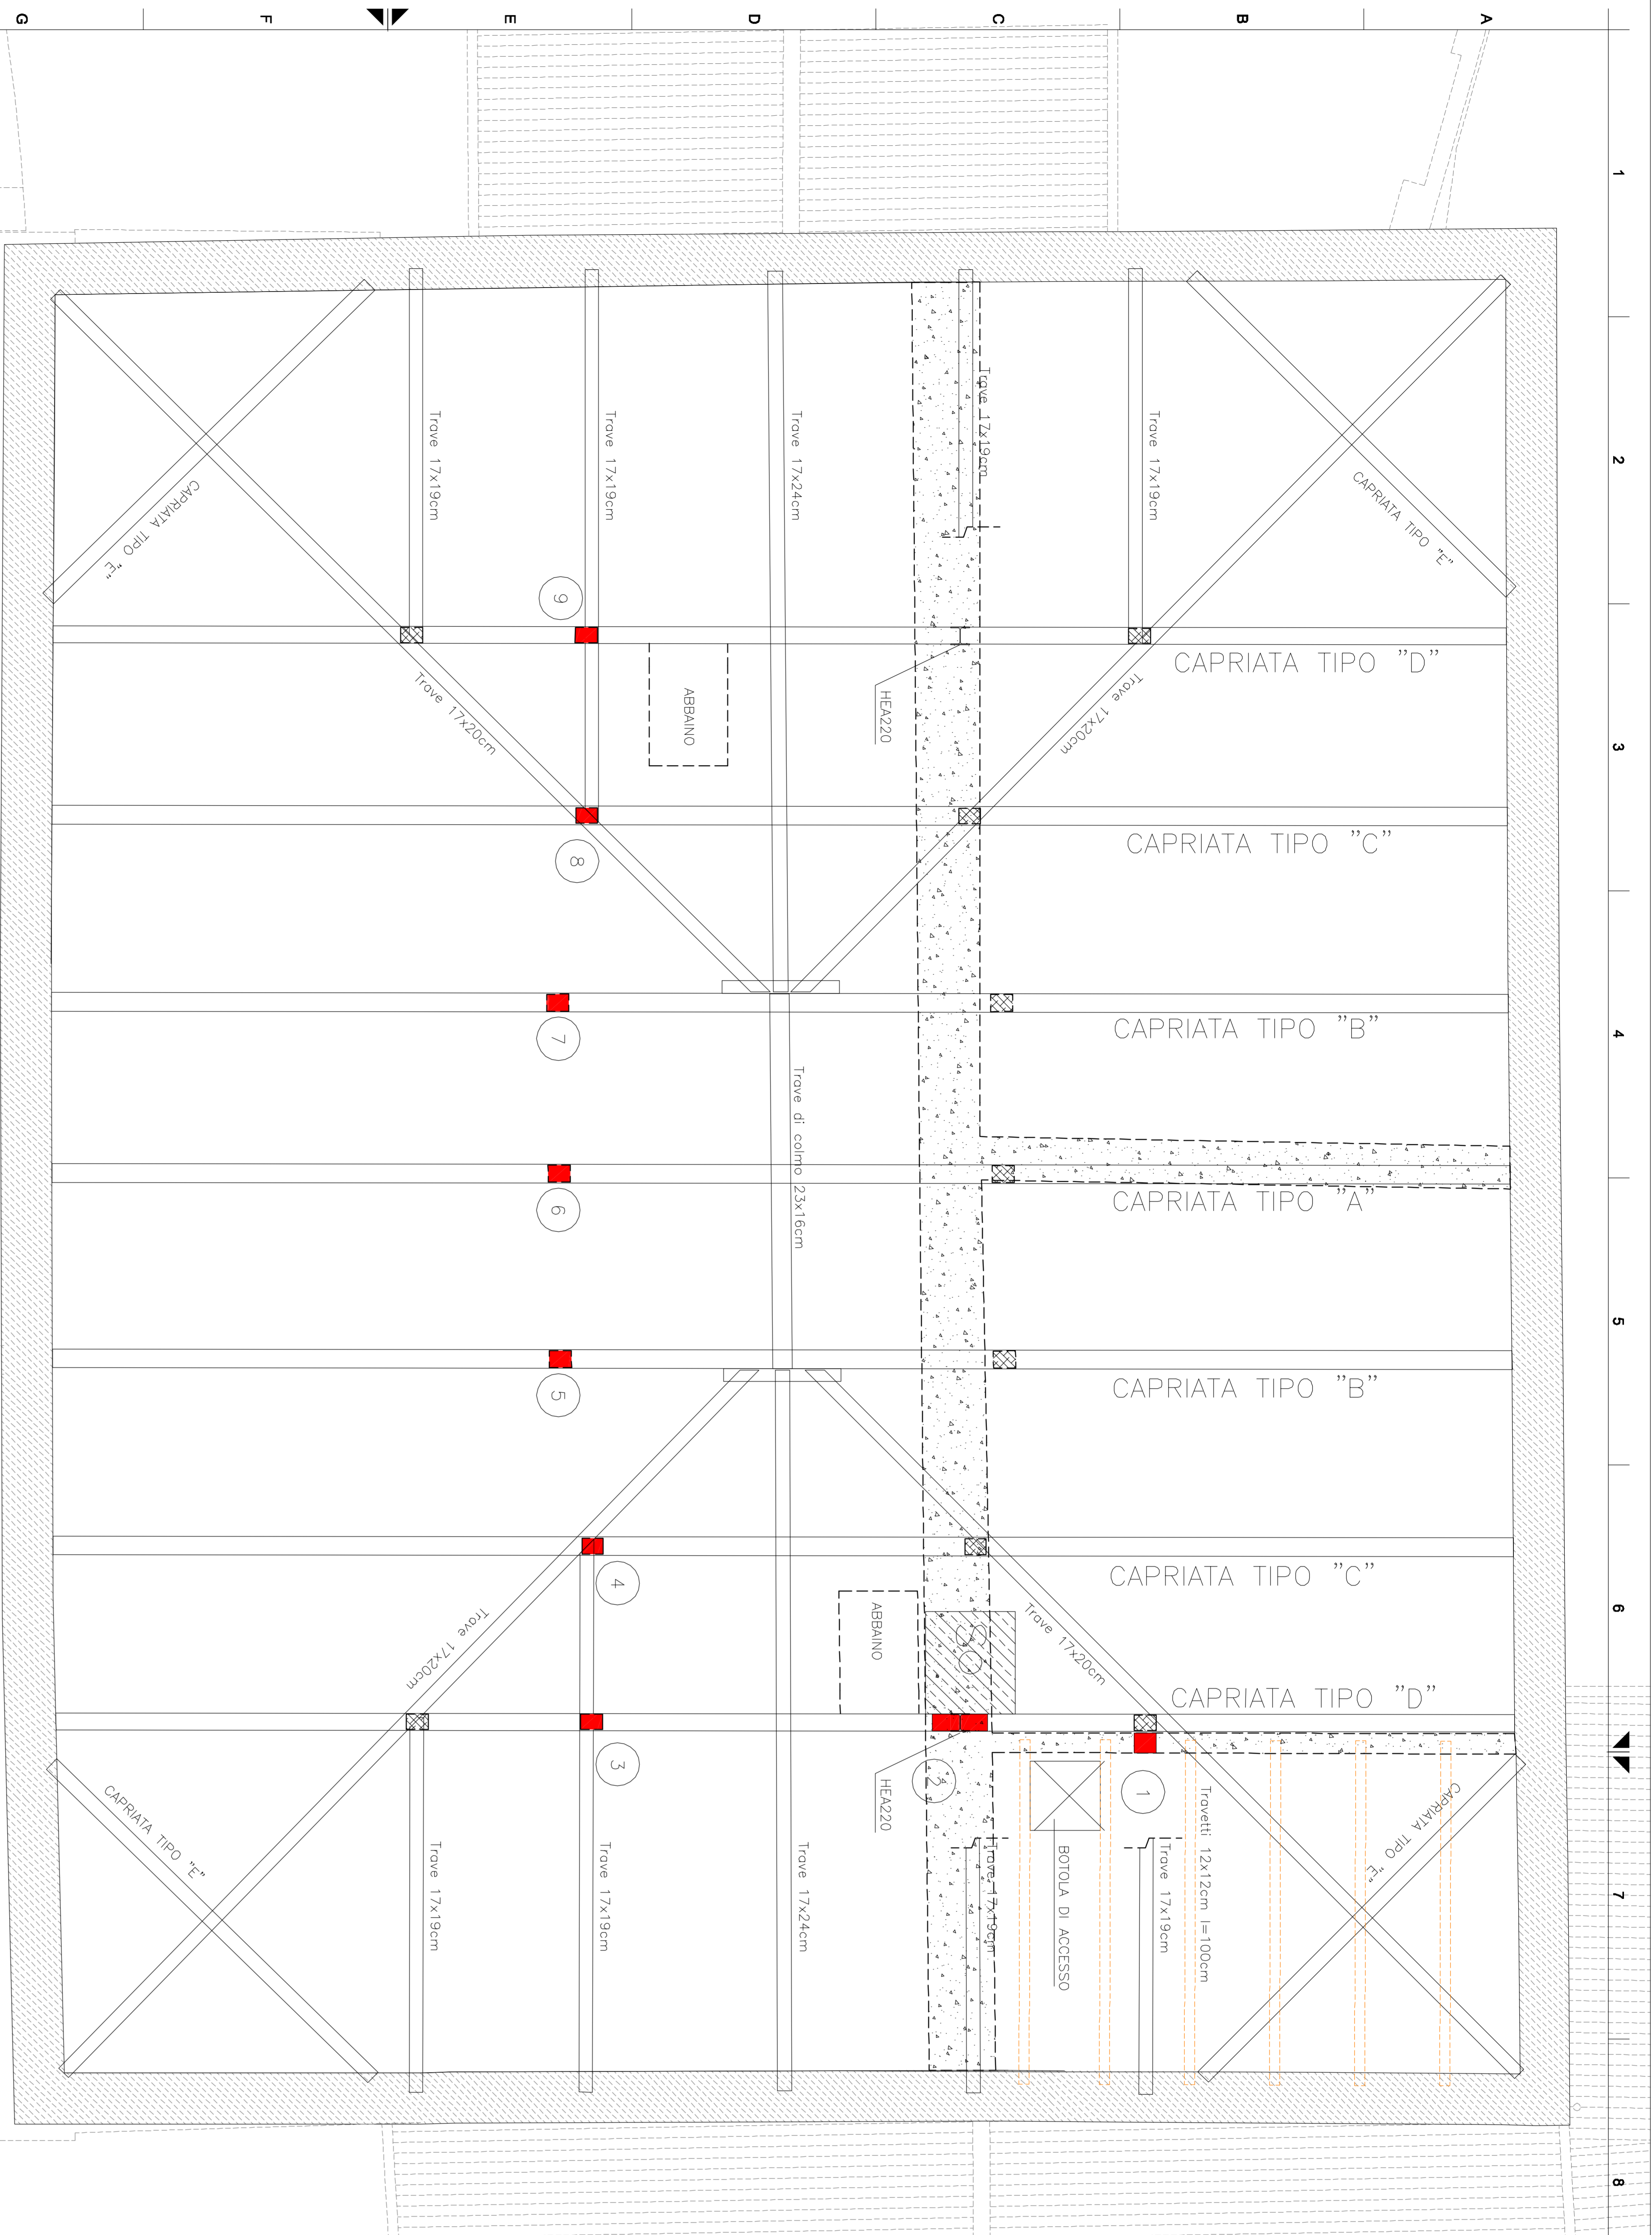 G
F
E
D
C
B
A
1
2
3
4
5
6
7
8
Trave 17x19cm
Trave 17x19cm
Trave 17x24cm
Trave 17x19cm
Trave 17x19cm
CAPRIATA TIPO "E"
CAPRIATA TIPO "E"
9
ABBAINO
HEA220
CAPRIATA TIPO "D"
Trave 17x20cm
Trave 17x20cm
8
CAPRIATA TIPO "C"
7
CAPRIATA TIPO "B"
Trave di colmo 23x16cm
6
CAPRIATA TIPO "A"
5
CAPRIATA TIPO "B"
4
CAPRIATA TIPO "C"
ABBAINO
Trave 17x20cm
Trave 17x20cm
CAPRIATA TIPO "D"
3
2
1
HEA220
BOTOLA DI ACCESSO
Travetti 12x12cm l=100cm
CAPRIATA TIPO "E"
CAPRIATA TIPO "E"
Trave 17x19cm
Trave 17x19cm
Trave 17x24cm
Trave 17x19cm
Trave 17x19cm